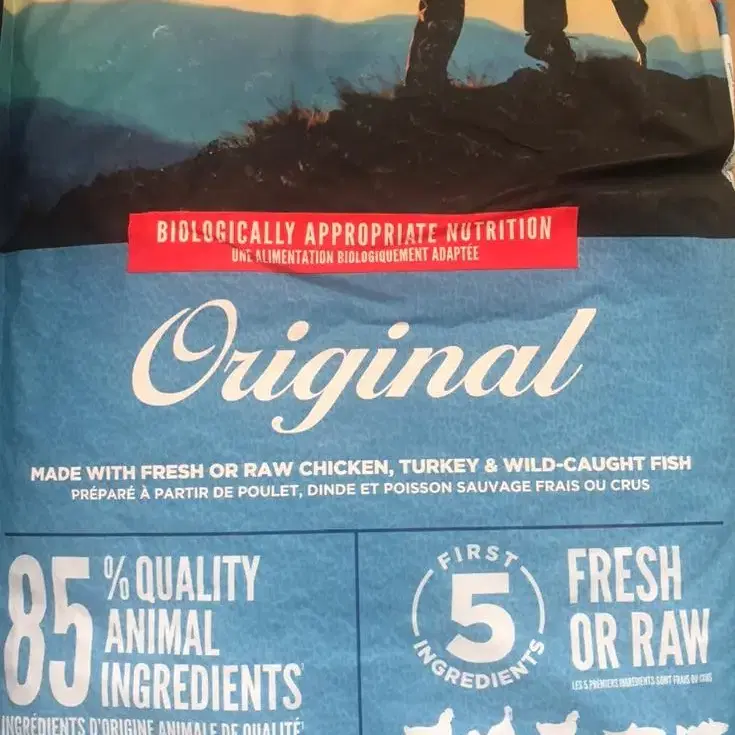 BIOLOGICALLY APPROPRIATE NUTRITION
UNE ALIMENTATION BIOLOGIQUEMENT ADAPTÉE
Original
MADE WITH FRESH OR RAW CHICKEN, TURKEY & WILD-CAUGHT FISH
PRÉPARÉ À PARTIR DE POULET, DINDE ET POISSON SAUVAGE FRAIS OU CRUS
85% QUALITY
ANIMAL
INGREDIENTS¹
INGRÉDIENTS D'ORIGINE ANIMALE DE QUALITÉ¹
FIRST
5
INGREDIENTS
FRESH
OR RAW
LES 5 PREMIERS INGRÉDIENTS SONT FRAIS OU CRUS